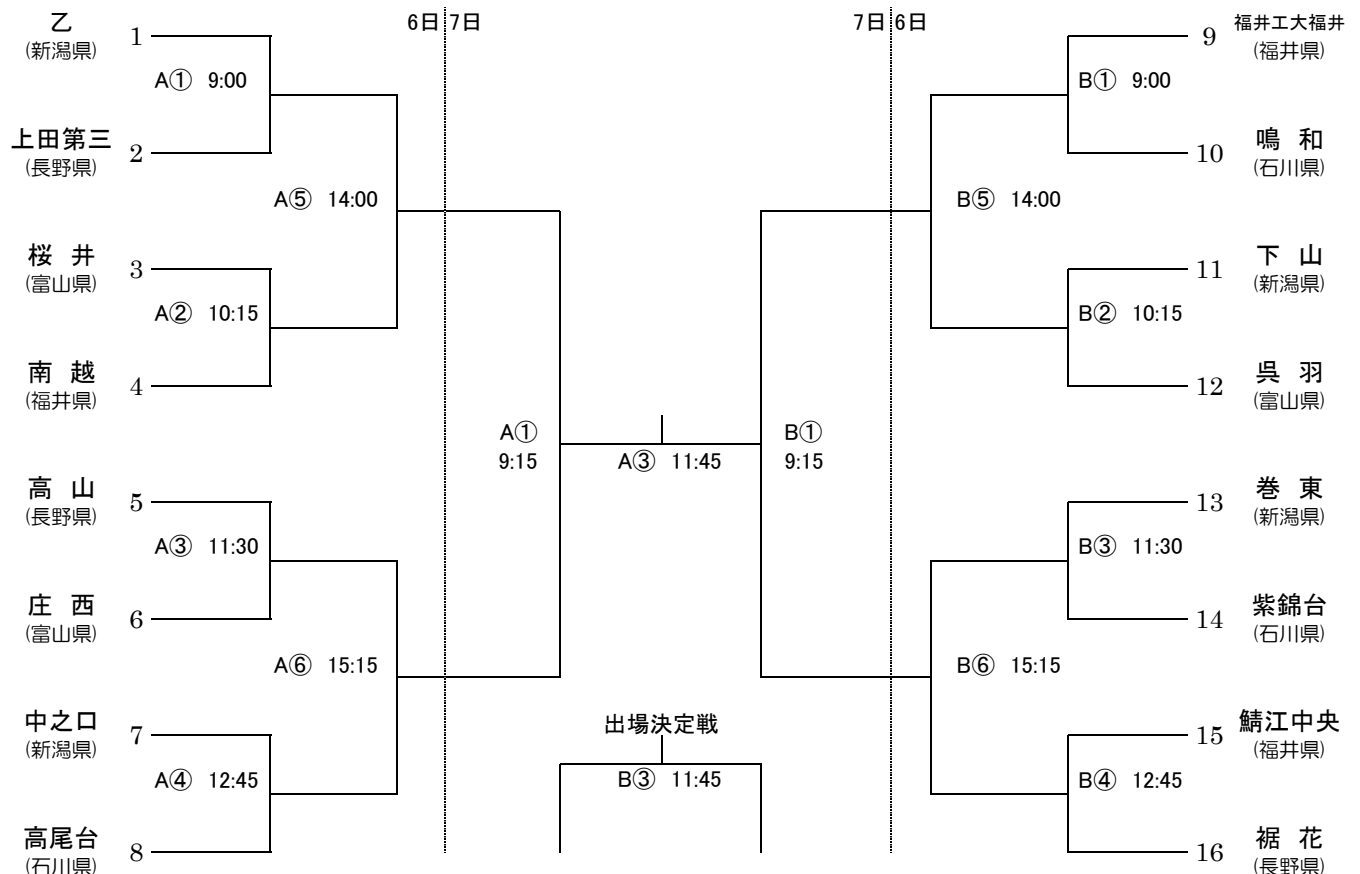 6日 7日
7日 6日
乙
(新潟県)
1
A① 9:00
上田第三
(長野県)
2
A⑤ 14:00
桜 井
(富山県)
3
A② 10:15
南 越
(福井県)
4
A①
9:15
高 山
(長野県)
5
A③ 11:30
庄 西
(富山県)
6
A⑥ 15:15
中之口
(新潟県)
7
A④ 12:45
高尾台
(石川県)
8
A③ 11:45
出場決定戦
B③ 11:45
9
福井工大福井
(福井県)
B① 9:00
10
鳴 和
(石川県)
B⑤ 14:00
11
下 山
(新潟県)
B② 10:15
12
呉 羽
(富山県)
B①
9:15
13
巻 東
(新潟県)
B③ 11:30
14
紫錦台
(石川県)
B⑥ 15:15
15
鯖江中央
(福井県)
B④ 12:45
16
裾 花
(長野県)